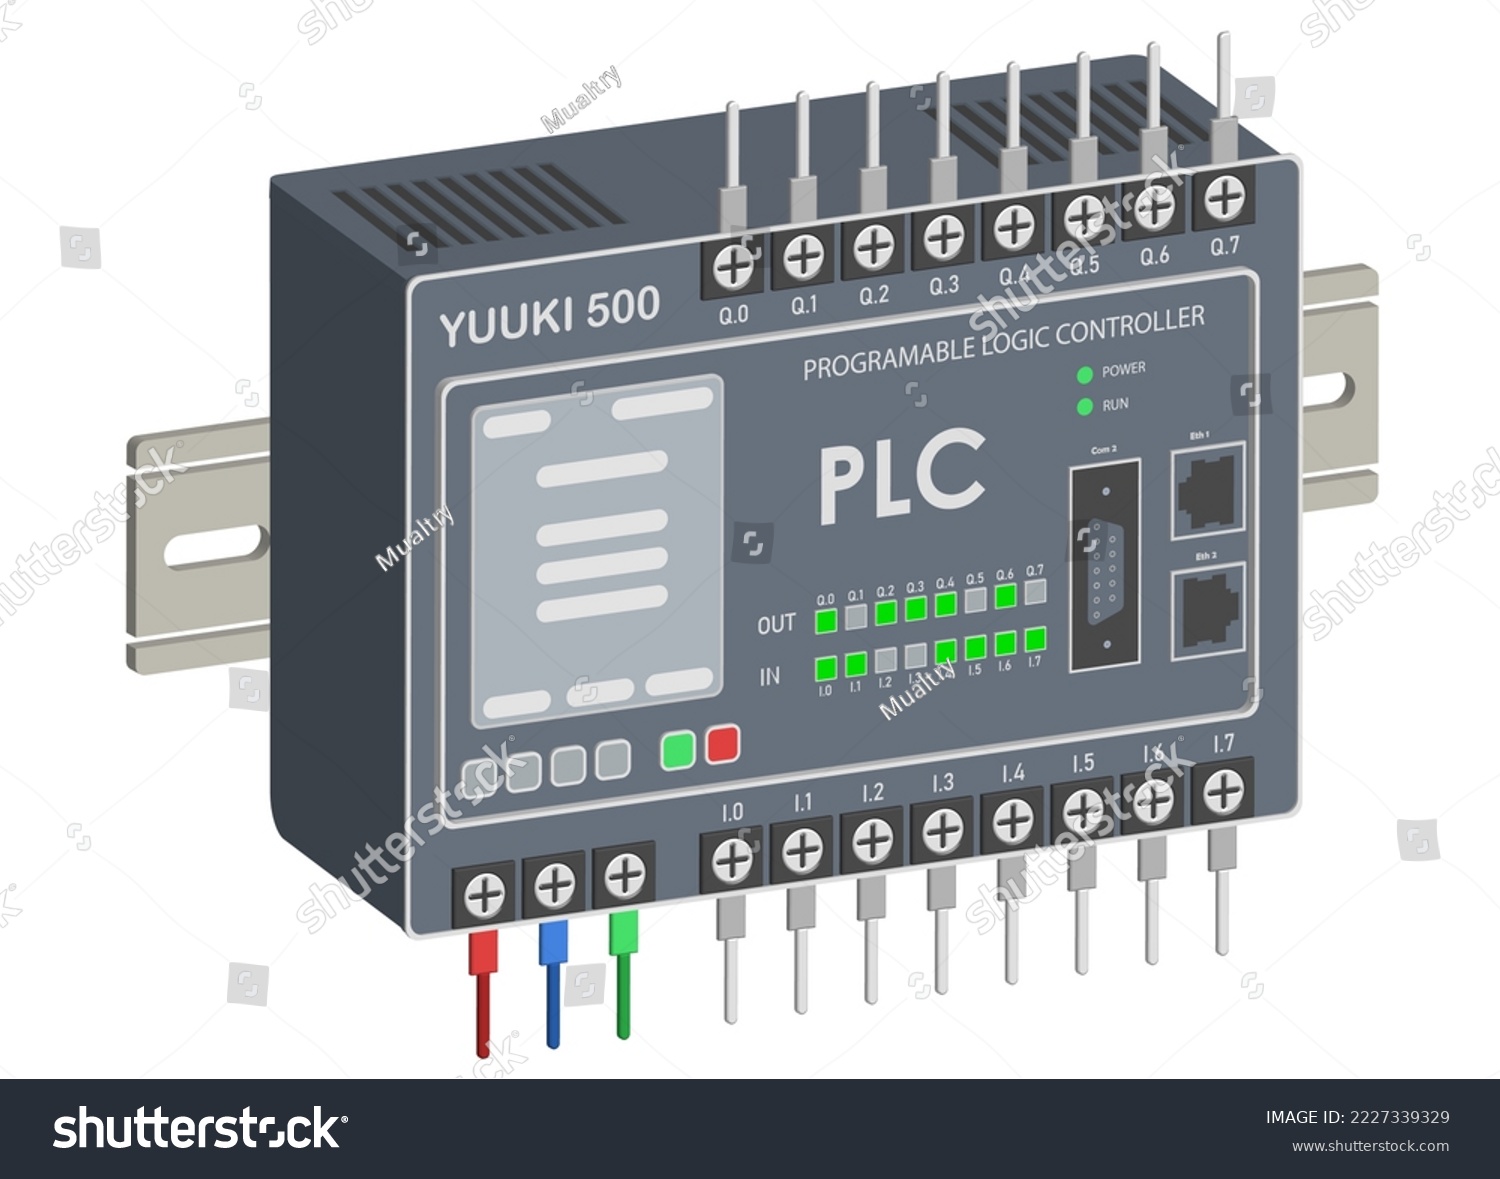 Q.0 Q.1 Q.2 Q.3 Q.4 Q.5 Q.6 Q.7
YUUKI 500
PROGRAMABLE LOGIC CONTROLLER
POWER
RUN
PLC
Com 2
Eth 1
Eth 2
Q.0 Q.1 Q.2 Q.3 Q.4 Q.5 Q.6 Q.7
OUT
IN
I.0 I.1 I.2 I.3 I.5 I.6 I.7
I.0 I.1 I.2 I.3 I.4 I.5 I.6 I.7
Mualtry
Mualtry
Mualtry
shutterstock
shutterstock
shutterstock
shutterstock
shutterstock
IMAGE ID: 2227339329
www.shutterstock.com